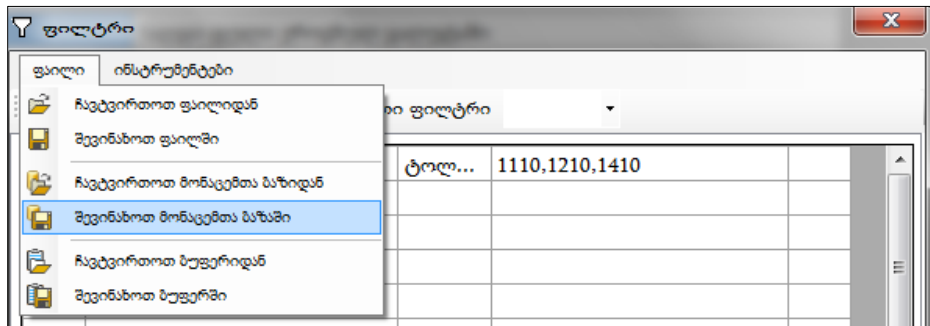 ფილტრი
ფაილი ინსტრუმენტები
ჩავტვირთოთ ფაილიდან
ფილტრი
შევინახოთ ფაილში
ტოლ... 1110,1210,1410
ჩავტვირთოთ მონაცემთა ბაზიდან
შევინახოთ მონაცემთა ბაზაში
ჩავტვირთოთ ბუფერიდან
შევინახოთ ბუფერში